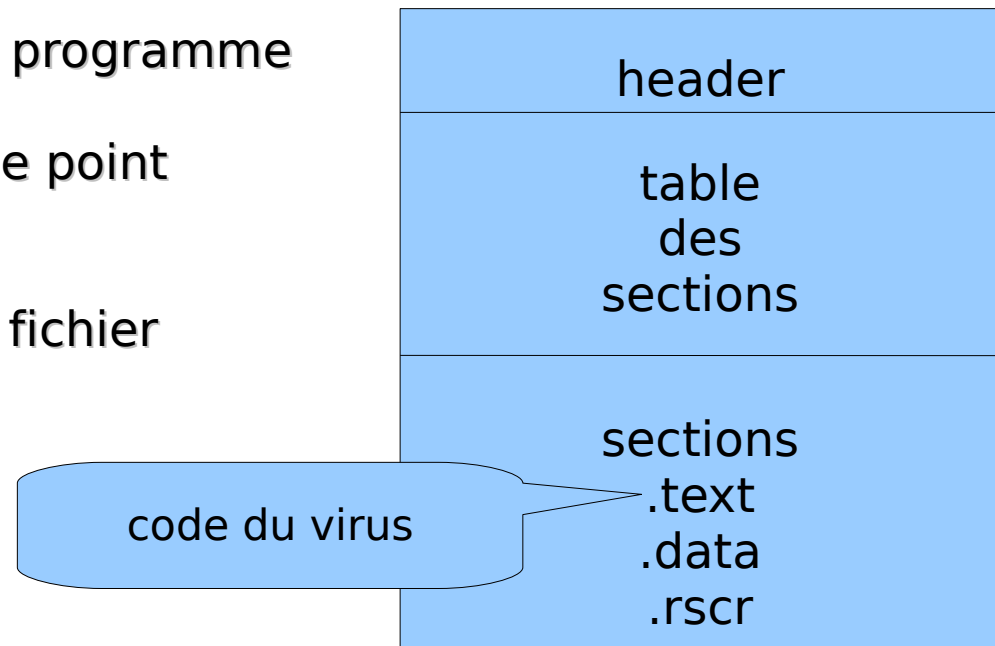 programme
e point
fichier
header
table
des
sections
sections
.text
.data
.rscr
code du virus